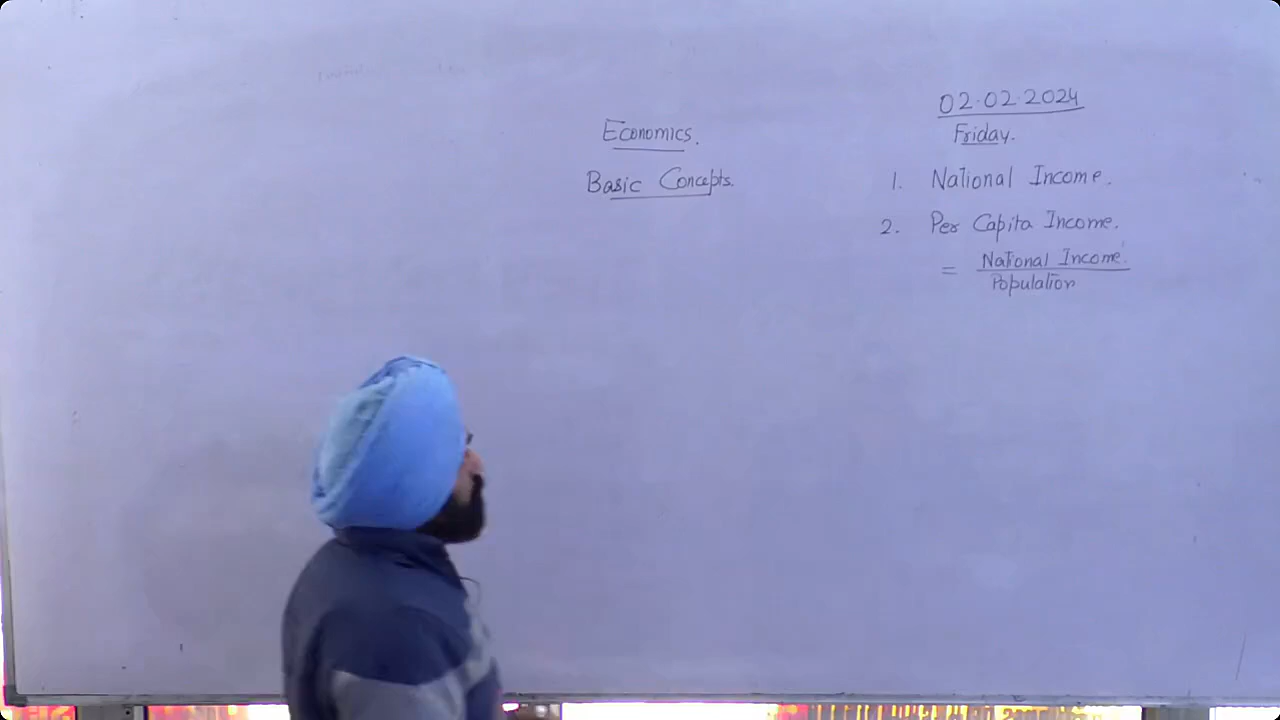 Economics.
Basic Concepts.
02.02.2024
Friday.
1. National Income.
2. Per Capita Income.
= National Income
Population